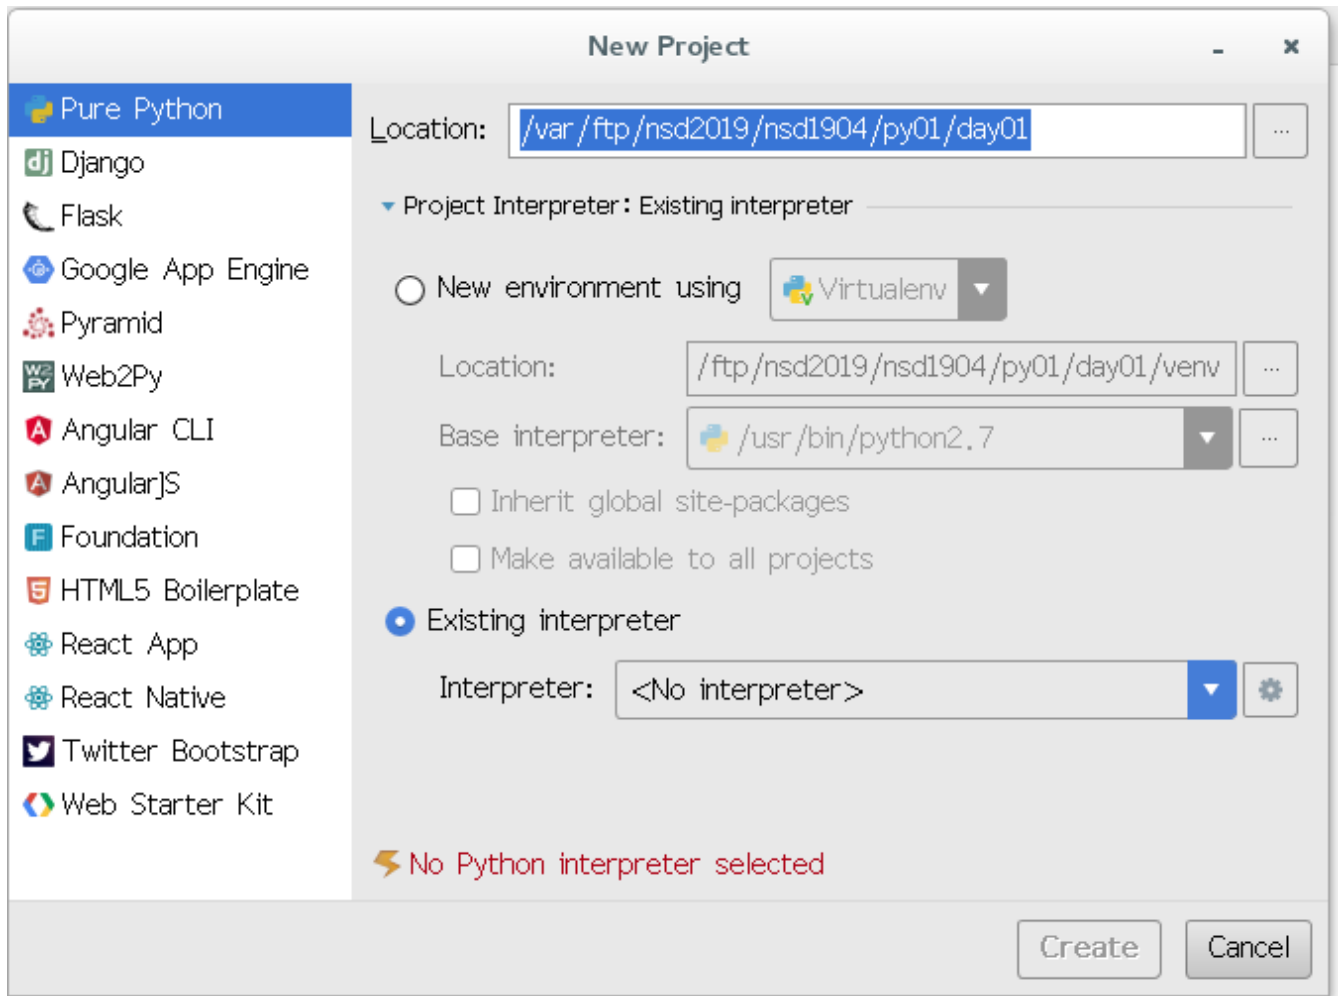 New Project
Pure Python
Django
Flask
Google App Engine
Pyramid
Web2Py
Angular CLI
AngularJS
Foundation
HTML5 Boilerplate
React App
React Native
Twitter Bootstrap
Web Starter Kit
Location: /var/ftp/nsd2019/nsd1904/py01/day01 ...
Project Interpreter: Existing interpreter
New environment using Virtualenv
Location: /ftp/nsd2019/nsd1904/py01/day01/venv ...
Base interpreter: /usr/bin/python2.7 ...
Inherit global site-packages
Make available to all projects
Existing interpreter
Interpreter: <No interpreter>
No Python interpreter selected
Create Cancel